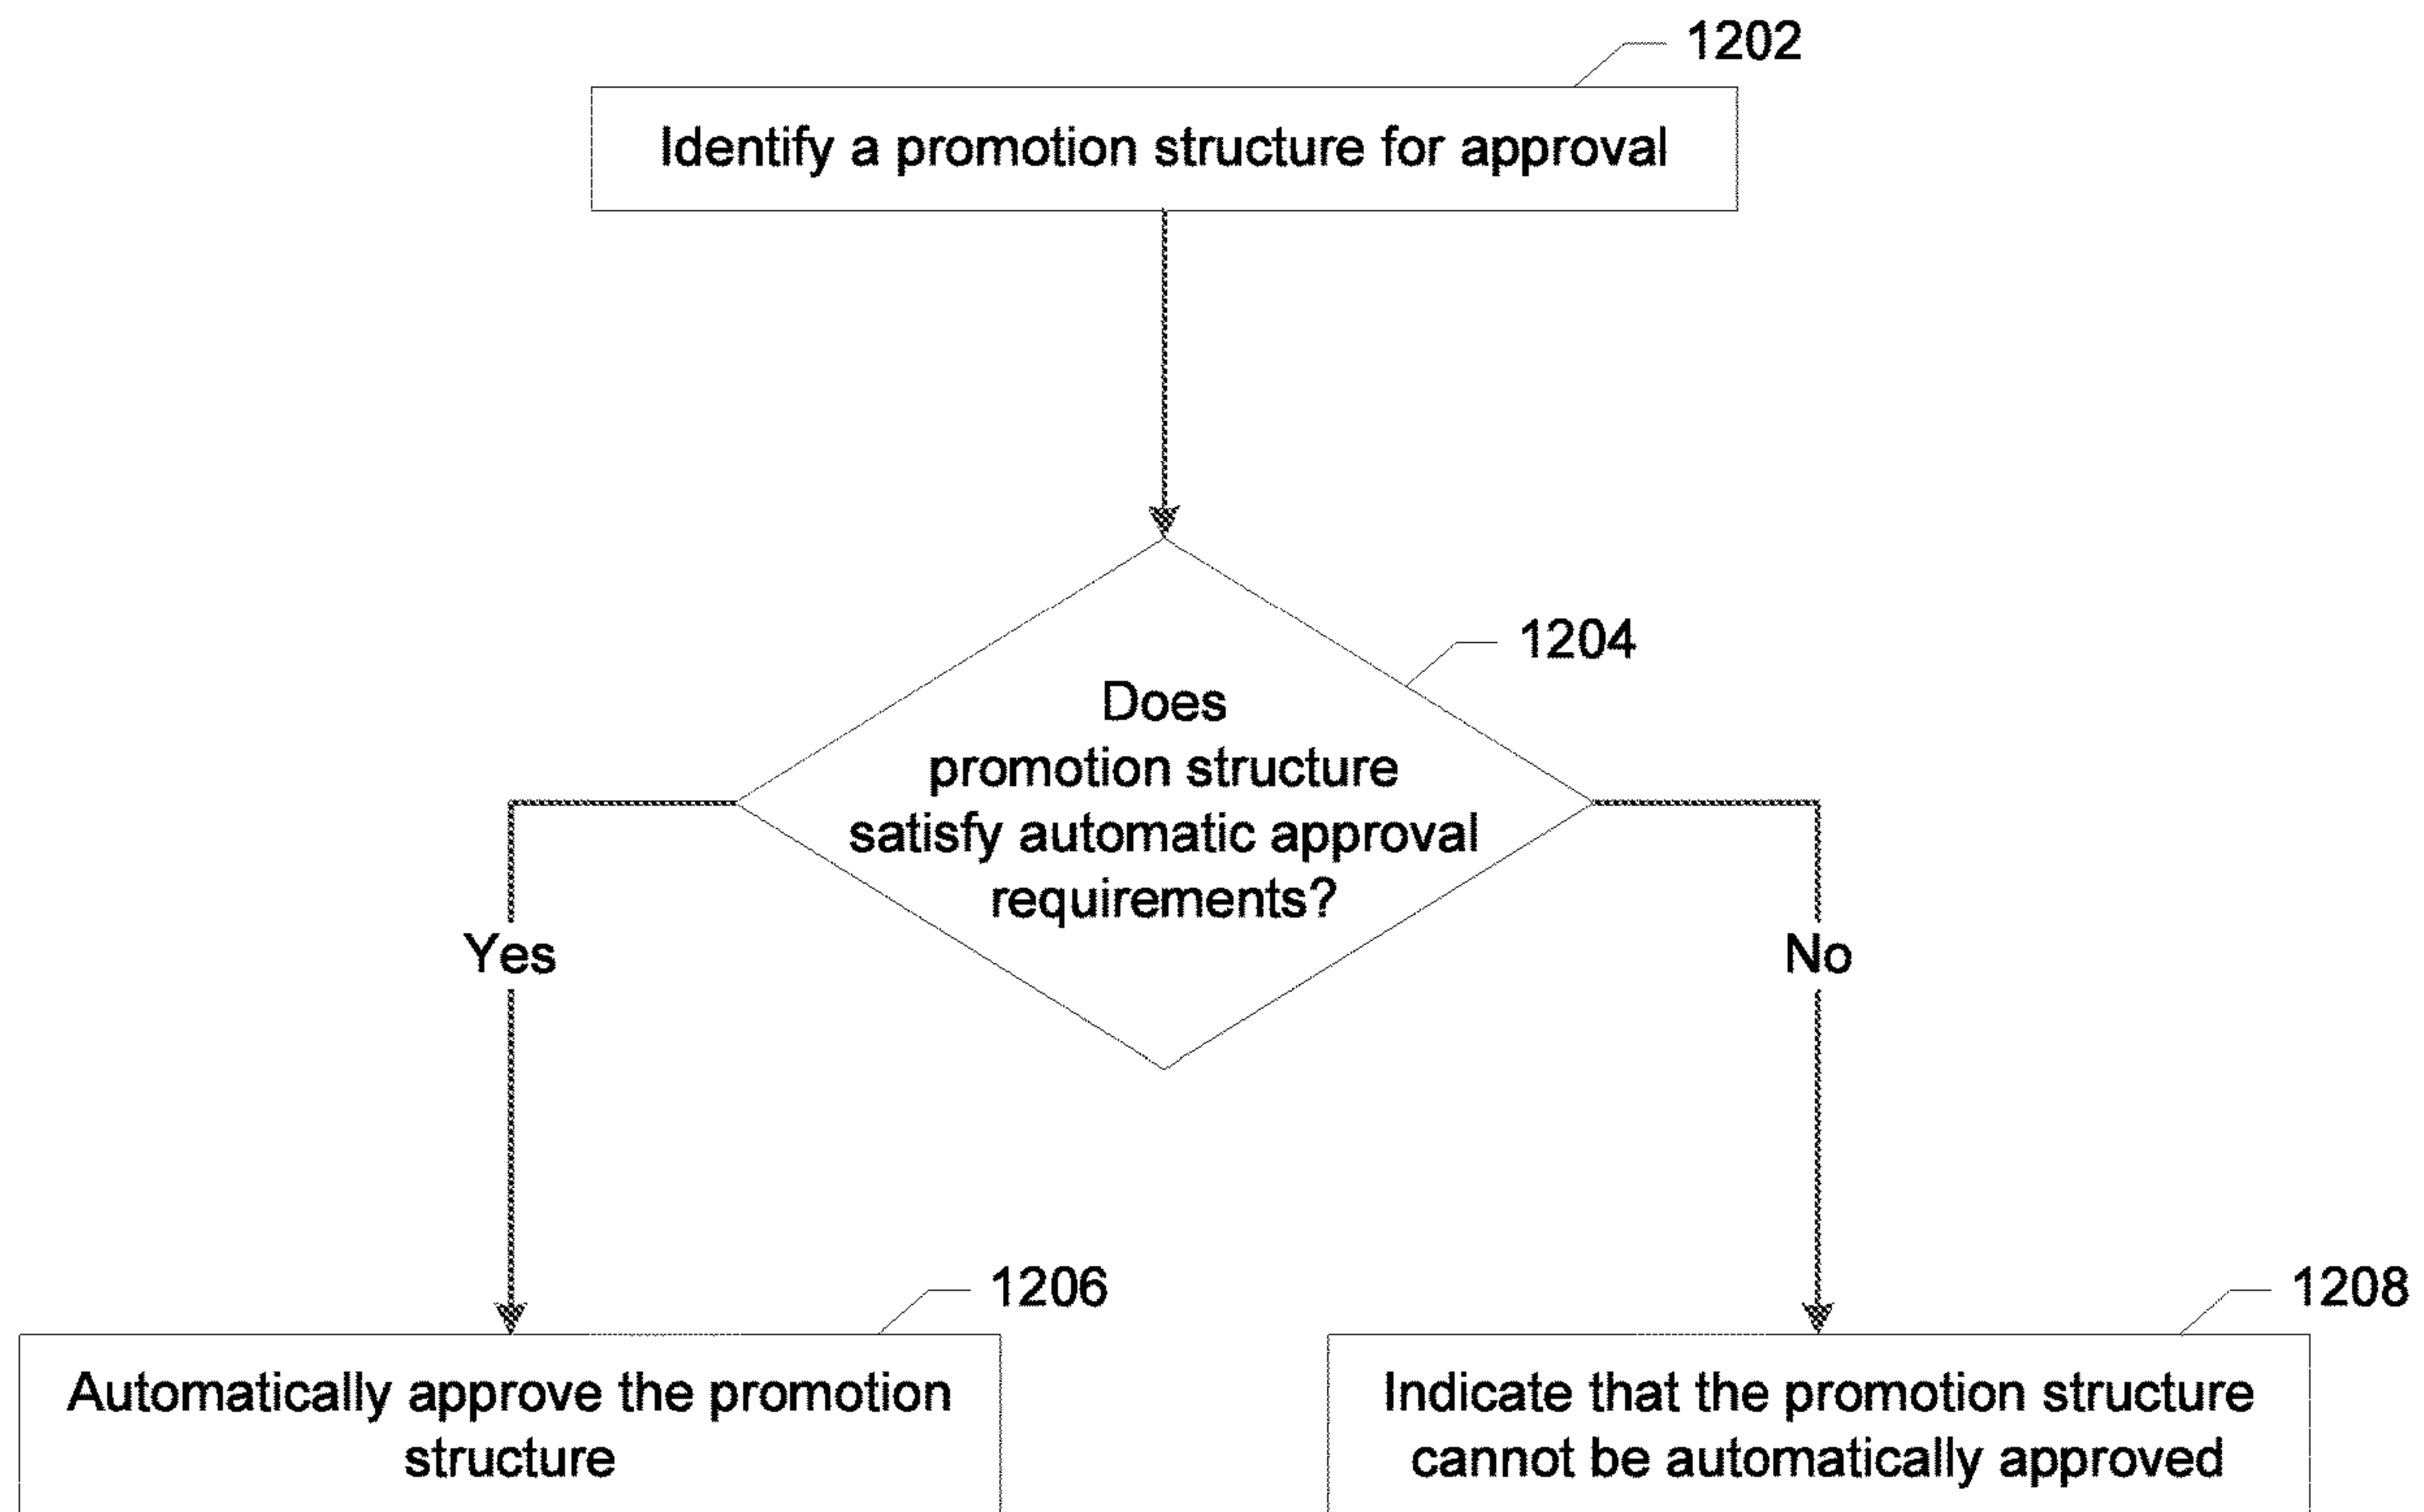 1202
Identify a promotion structure for approval
1204
Does
promotion structure
satisfy automatic approval
requirements?
Yes
No
1206
1208
Automatically approve the promotion
structure
Indicate that the promotion structure
cannot be automatically approved